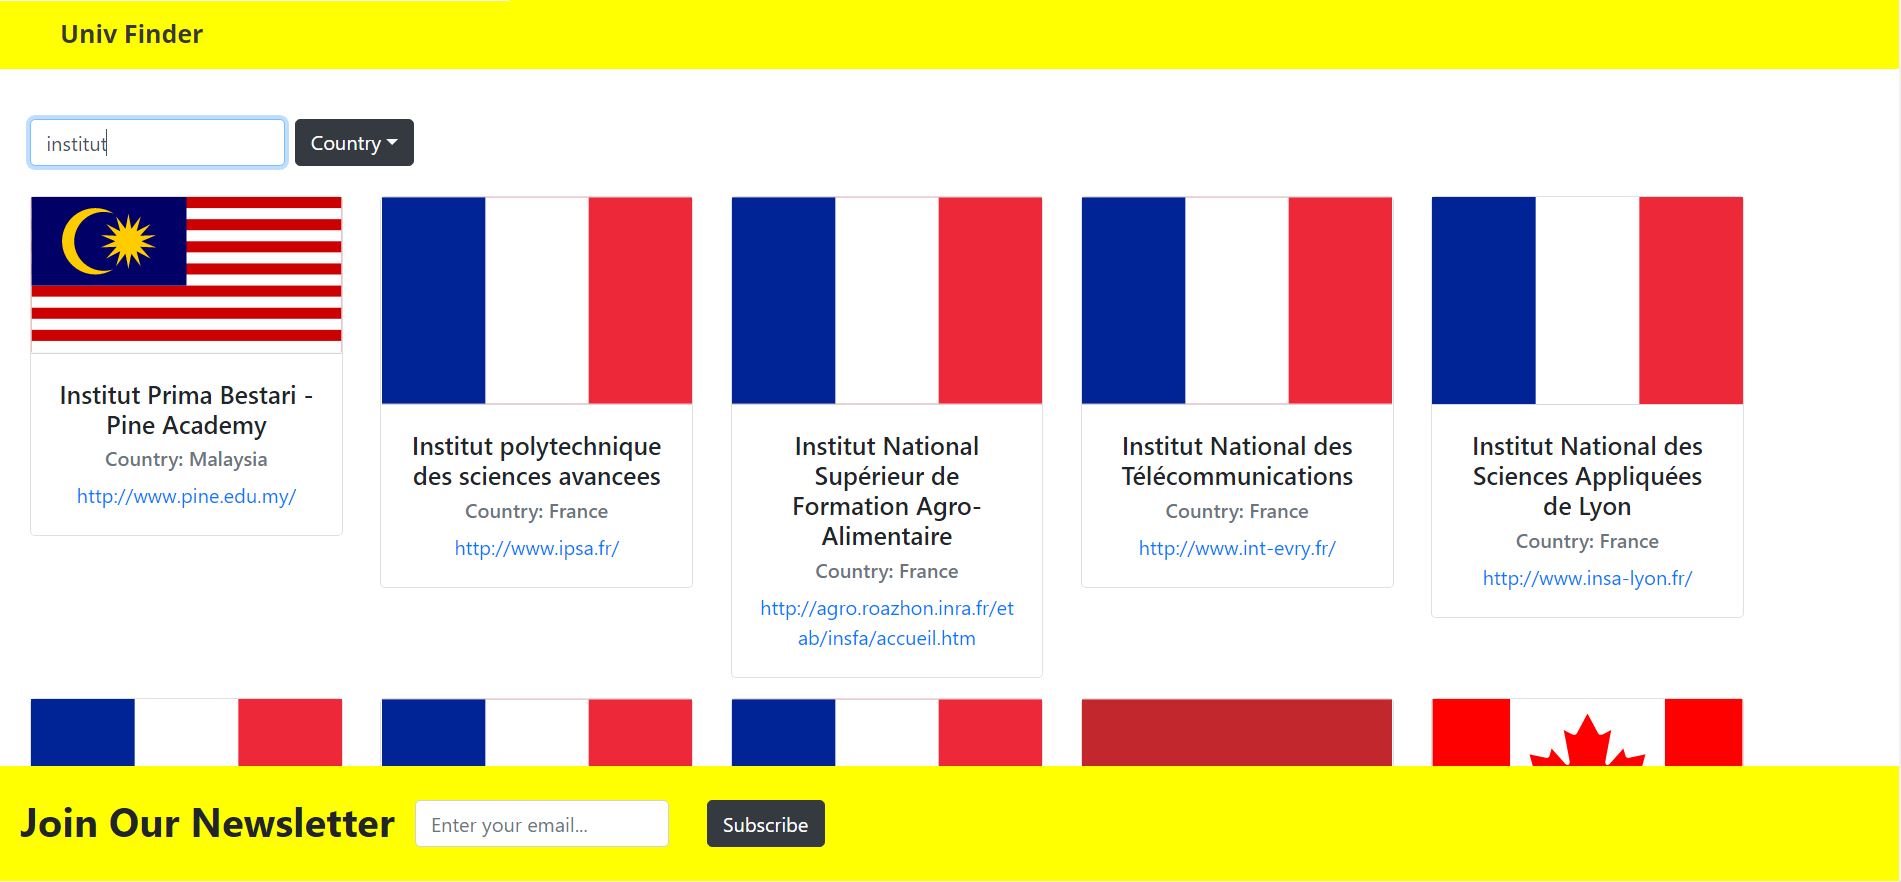 Univ Finder
institut
Country
Institut Prima Bestari -
Pine Academy
Country: Malaysia
http://www.pine.edu.my/
Institut polytechnique
des sciences avancees
Country: France
http://www.ipsa.fr/
Institut National
Supérieur de
Formation Agro-
Alimentaire
Country: France
http://agro.roazhon.inra.fr/et
ab/insfa/accueil.htm
Institut National des
Télécommunications
Country: France
http://www.int-evry.fr/
Institut National des
Sciences Appliquées
de Lyon
Country: France
http://www.insa-lyon.fr/
Join Our Newsletter
Enter your email...
Subscribe